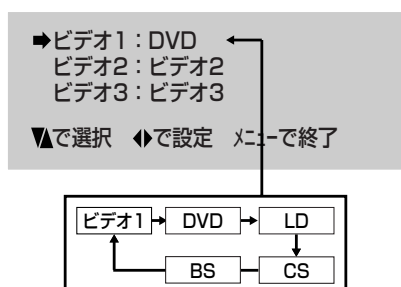 ➡ビデオ1：DVD
ビデオ2：ビデオ2
ビデオ3：ビデオ3
▼▲で選択 ◀▶で設定 メニューで終了
ビデオ1 DVD LD
BS CS